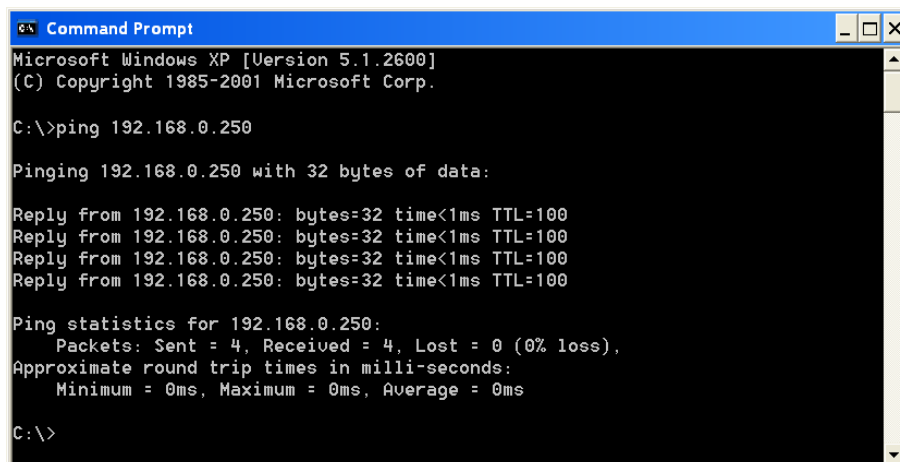 Command Prompt
Microsoft Windows XP [Version 5.1.2600]
(C) Copyright 1985-2001 Microsoft Corp.
C:\>ping 192.168.0.250
Pinging 192.168.0.250 with 32 bytes of data:
Reply from 192.168.0.250: bytes=32 time<1ms TTL=100
Reply from 192.168.0.250: bytes=32 time<1ms TTL=100
Reply from 192.168.0.250: bytes=32 time<1ms TTL=100
Reply from 192.168.0.250: bytes=32 time<1ms TTL=100
Ping statistics for 192.168.0.250:
    Packets: Sent = 4, Received = 4, Lost = 0 (0% loss),
Approximate round trip times in milli-seconds:
    Minimum = 0ms, Maximum = 0ms, Average = 0ms
C:\>